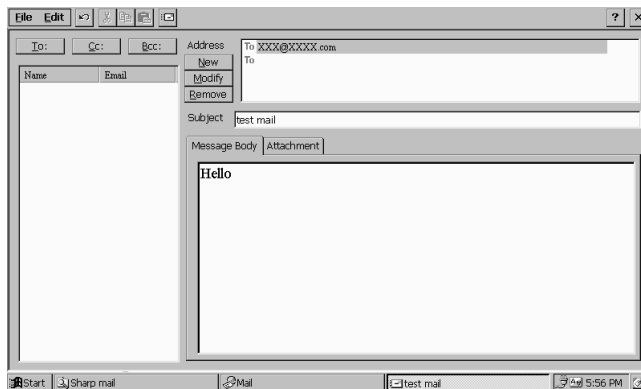 File Edit ?
To: Cc: Bcc:
Name Email
Address
New
Modify
Remove
To XXX@XXXX.com
To
Subject test mail
Message Body Attachment
Hello
Start Sharp mail Mail test mail 5:56 PM